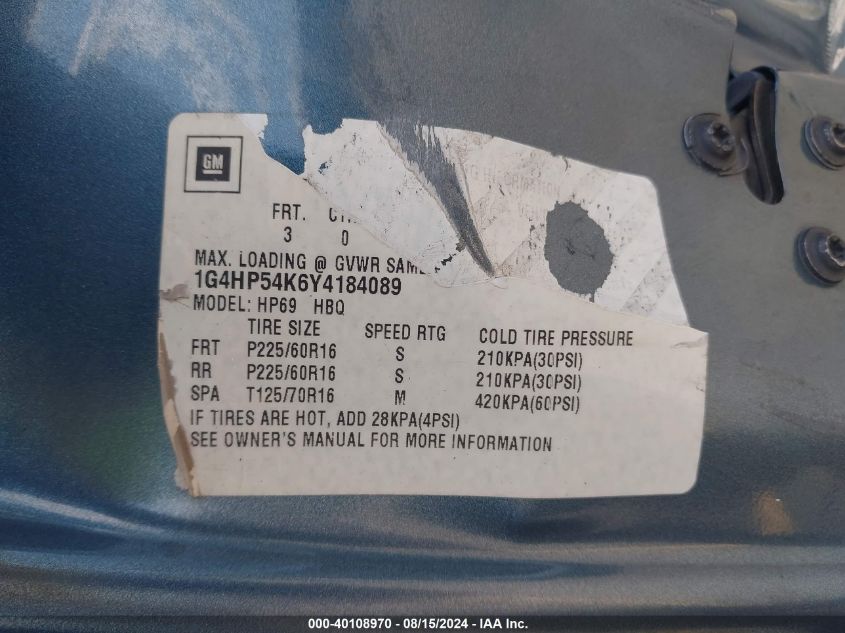 GM
INFORMATION
FRT.
3 0
MAX. LOADING @ GVWR SAME
1G4HP54K6Y4184089
MODEL: HP69 HBQ
TIRE SIZE SPEED RTG COLD TIRE PRESSURE
FRT P225/60R16 S 210KPA(30PSI)
RR P225/60R16 S 210KPA(30PSI)
SPA T125/70R16 M 420KPA(60PSI)
IF TIRES ARE HOT, ADD 28KPA(4PSI)
SEE OWNER'S MANUAL FOR MORE INFORMATION
000-40108970 - 08/15/2024 - IAA Inc.